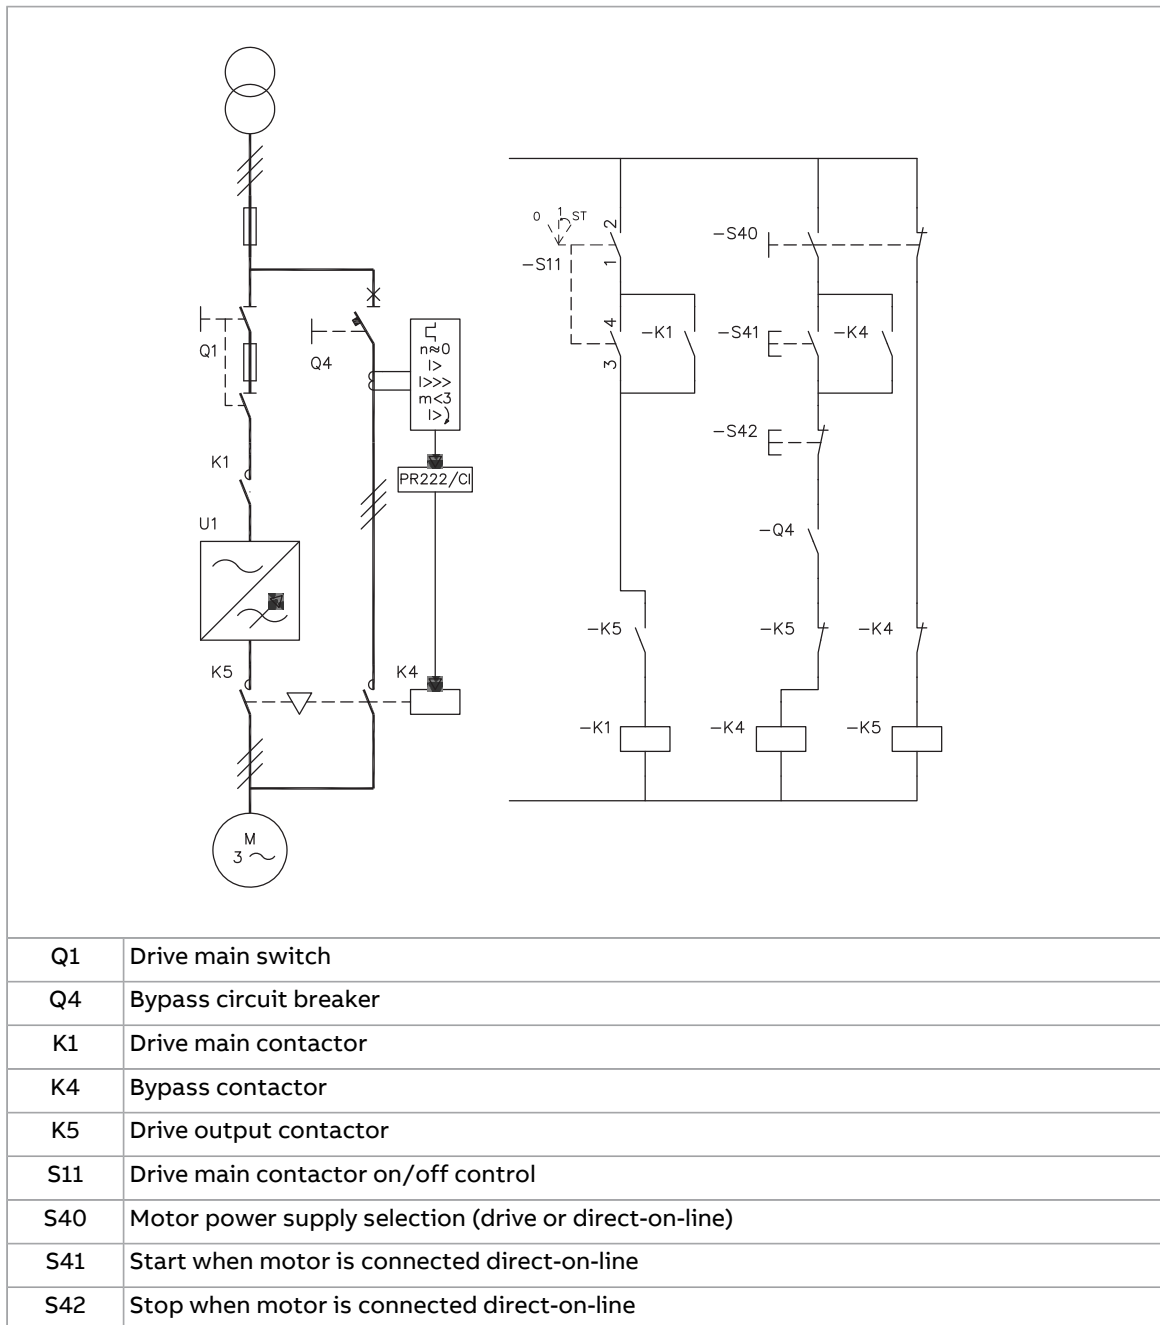 0 1 ST
2
1
-S11
4
3
-K1
-S40
-S41
-K4
-S42
-Q4
-K5
-K5
-K4
-K1
-K4
-K5
Q1
Q4
n≈0
I>
I>>>
m<3
I>
K1
PR222/CI
U1
K5
K4
M
3
Q1 Drive main switch
Q4 Bypass circuit breaker
K1 Drive main contactor
K4 Bypass contactor
K5 Drive output contactor
S11 Drive main contactor on/off control
S40 Motor power supply selection (drive or direct-on-line)
S41 Start when motor is connected direct-on-line
S42 Stop when motor is connected direct-on-line